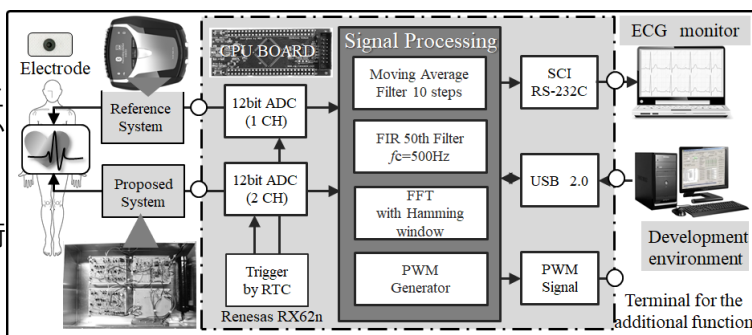 Electrode
Reference
System
Proposed
System
CPU BOARD
12bit ADC
(1 CH)
12bit ADC
(2 CH)
Trigger
by RTC
Renesas RX62n
Signal Processing
Moving Average
Filter 10 steps
FIR 50th Filter
fc=500Hz
FFT
with Hamming
window
PWM
Generator
SCI
RS-232C
USB 2.0
PWM
Signal
ECG monitor
Development
environment
Terminal for the
additional function